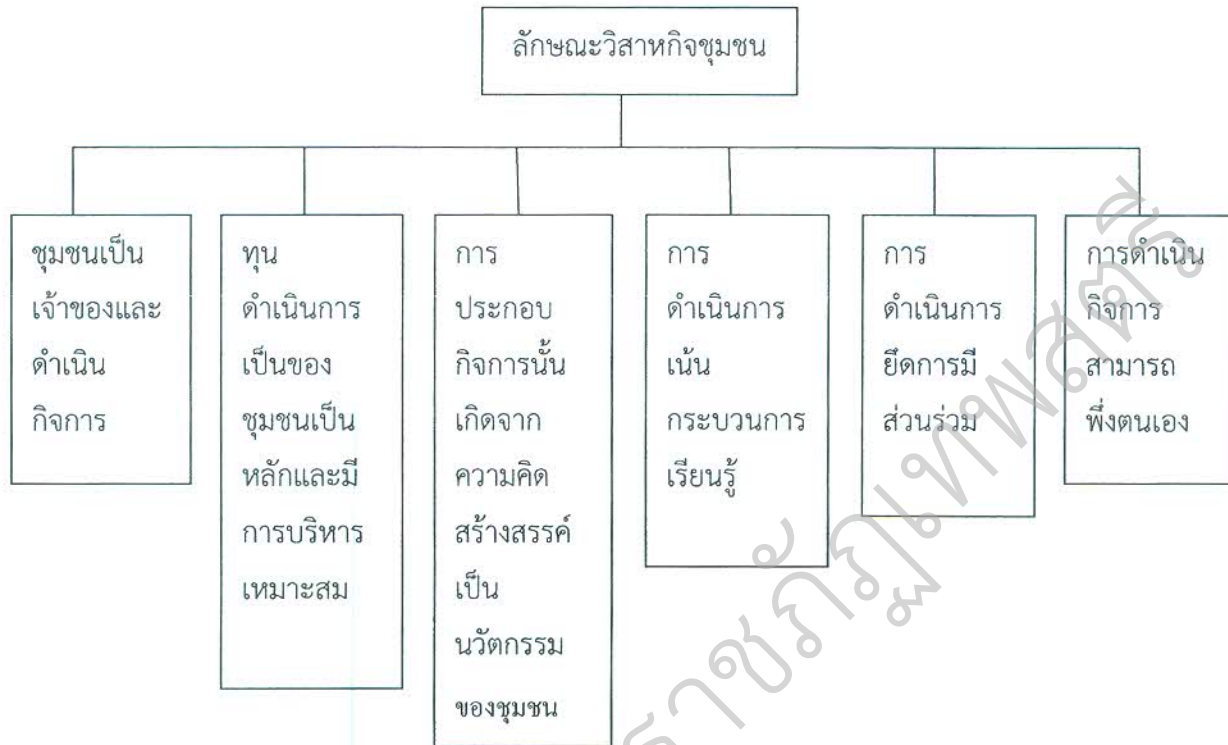 ลักษณะวิสาหกิจชุมชน
ชุมชนเป็น
เจ้าของและ
ดำเนิน
กิจการ
ทุน
ดำเนินการ
เป็นของ
ชุมชนเป็น
หลักและมี
การบริหาร
เหมาะสม
การ
ประกอบ
กิจการนั้น
เกิดจาก
ความคิด
สร้างสรรค์
เป็น
นวัตกรรม
ของชุมชน
การ
ดำเนินการ
เน้น
กระบวนการ
เรียนรู้
การ
ดำเนินการ
ยึดการมี
ส่วนร่วม
การดำเนิน
กิจการ
สามารถ
พึ่งตนเอง
ราชภัฏเทพสตรี